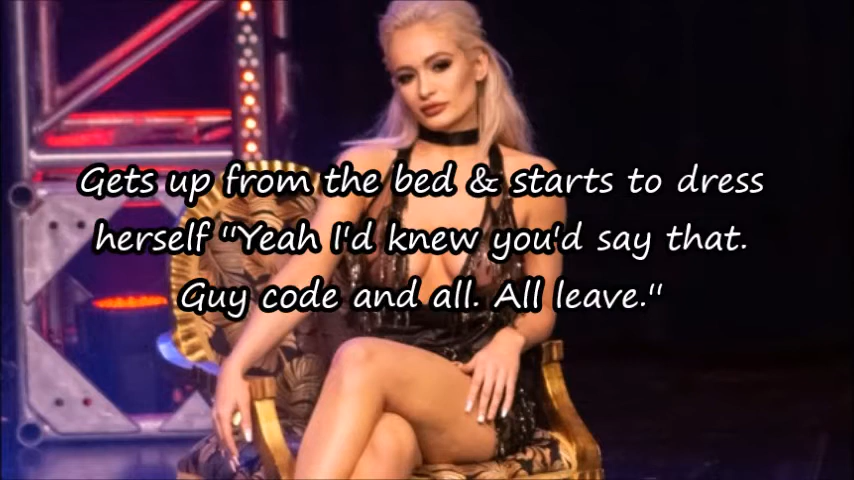 Gets up from the bed & starts to dress
herself "Yeah I'd knew you'd say that.
Guy code and all. All leave."